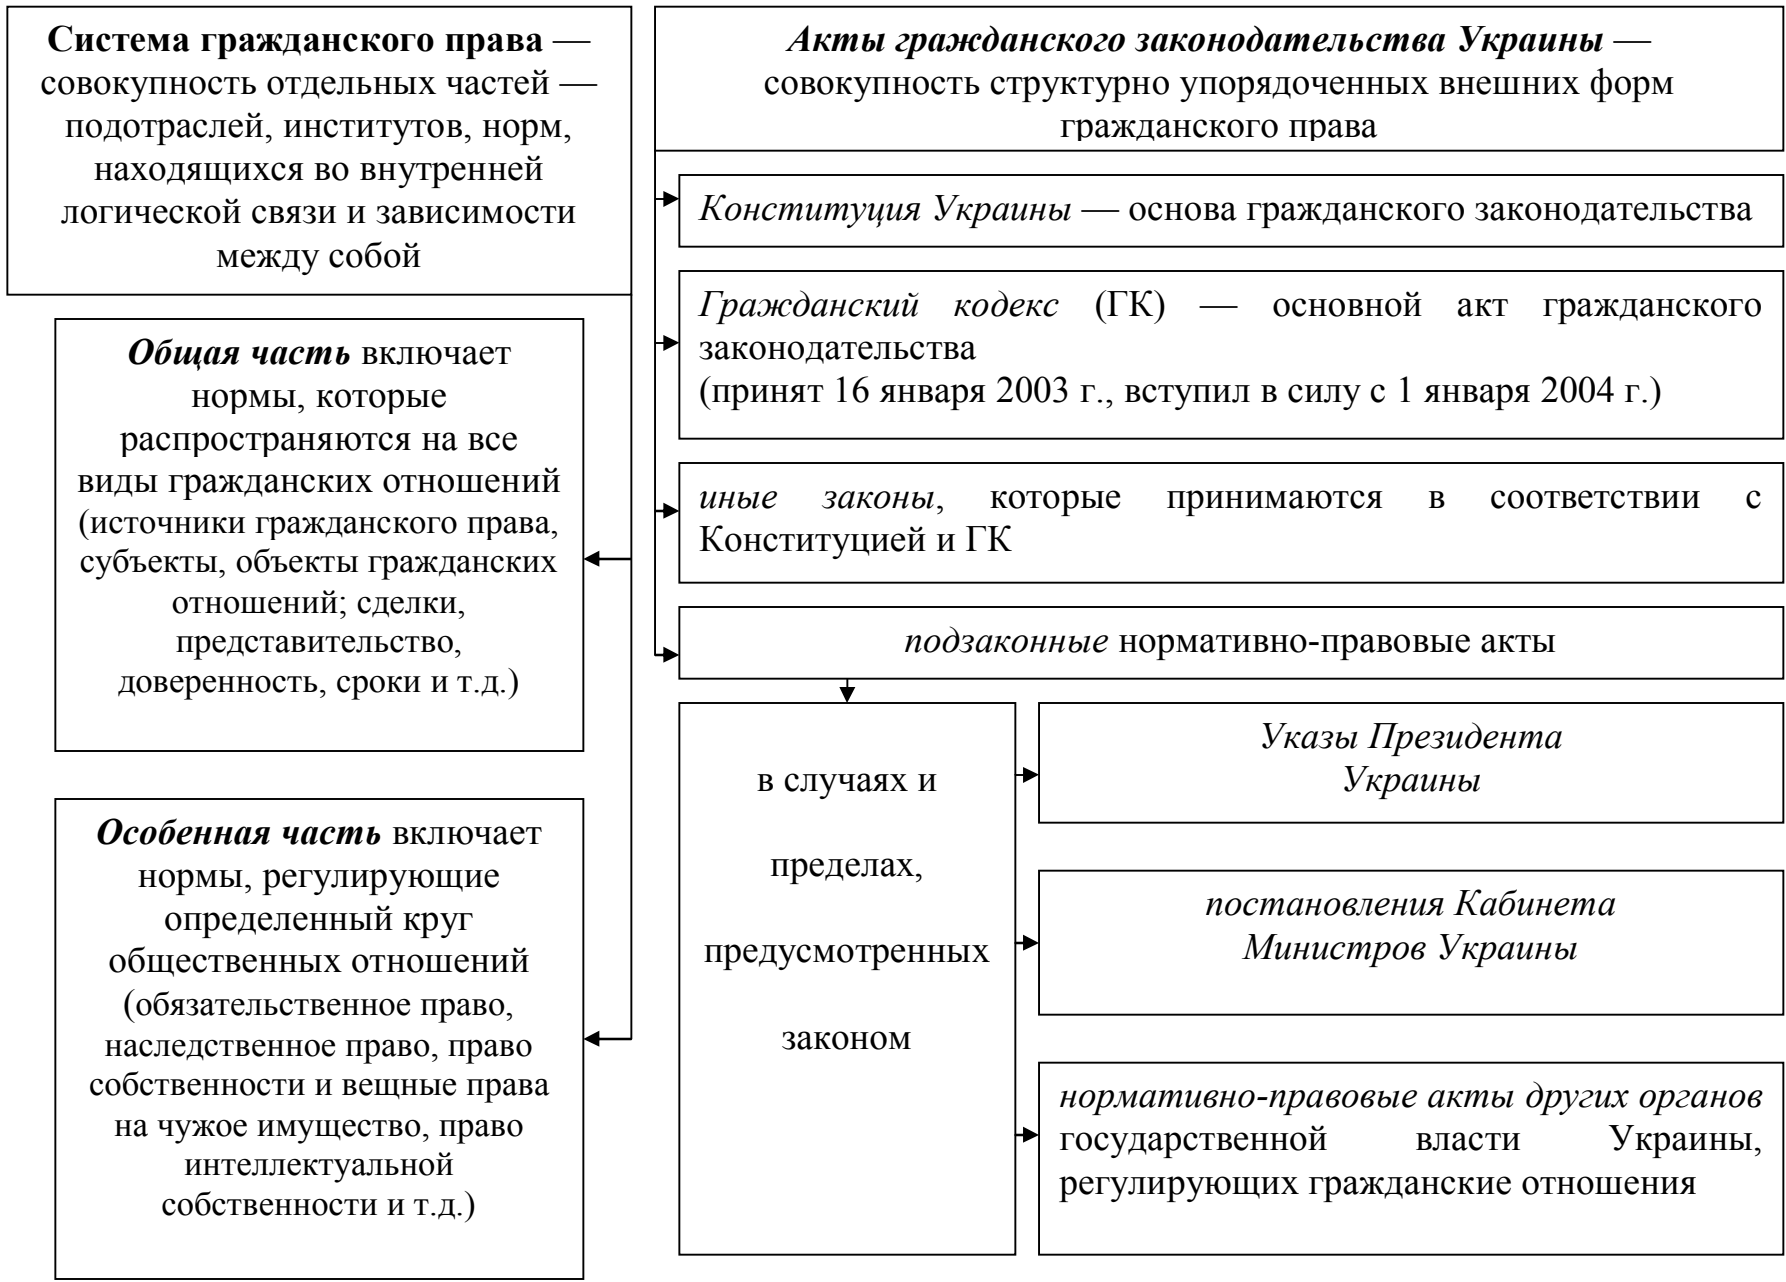 Система гражданского права —
совокупность отдельных частей —
подотраслей, институтов, норм,
находящихся во внутренней
логической связи и зависимости
между собой
Общая часть включает
нормы, которые
распространяются на все
виды гражданских отношений
(источники гражданского права,
субъекты, объекты гражданских
отношений; сделки,
представительство,
доверенность, сроки и т.д.)
Особенная часть включает
нормы, регулирующие
определенный круг
общественных отношений
(обязательственное право,
наследственное право, право
собственности и вещные права
на чужое имущество, право
интеллектуальной
собственности и т.д.)
Акты гражданского законодательства Украины —
совокупность структурно упорядоченных внешних форм
гражданского права
Конституция Украины — основа гражданского законодательства
Гражданский кодекс (ГК) — основной акт гражданского
законодательства
(принят 16 января 2003 г., вступил в силу с 1 января 2004 г.)
иные законы, которые принимаются в соответствии с
Конституцией и ГК
подзаконные нормативно-правовые акты
в случаях и
пределах,
предусмотренных
законом
Указы Президента
Украины
постановления Кабинета
Министров Украины
нормативно-правовые акты других органов
государственной власти Украины,
регулирующих гражданские отношения